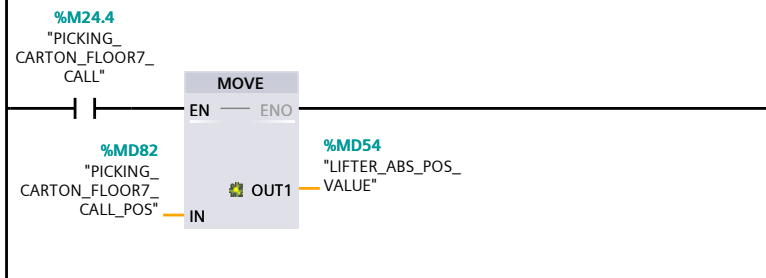 %M24.4
"PICKING_
CARTON_FLOOR7_
CALL"
MOVE
EN
ENO
%MD82
"PICKING_
CARTON_FLOOR7_
CALL_POS"
IN
OUT1
%MD54
"LIFTER_ABS_POS_
VALUE"